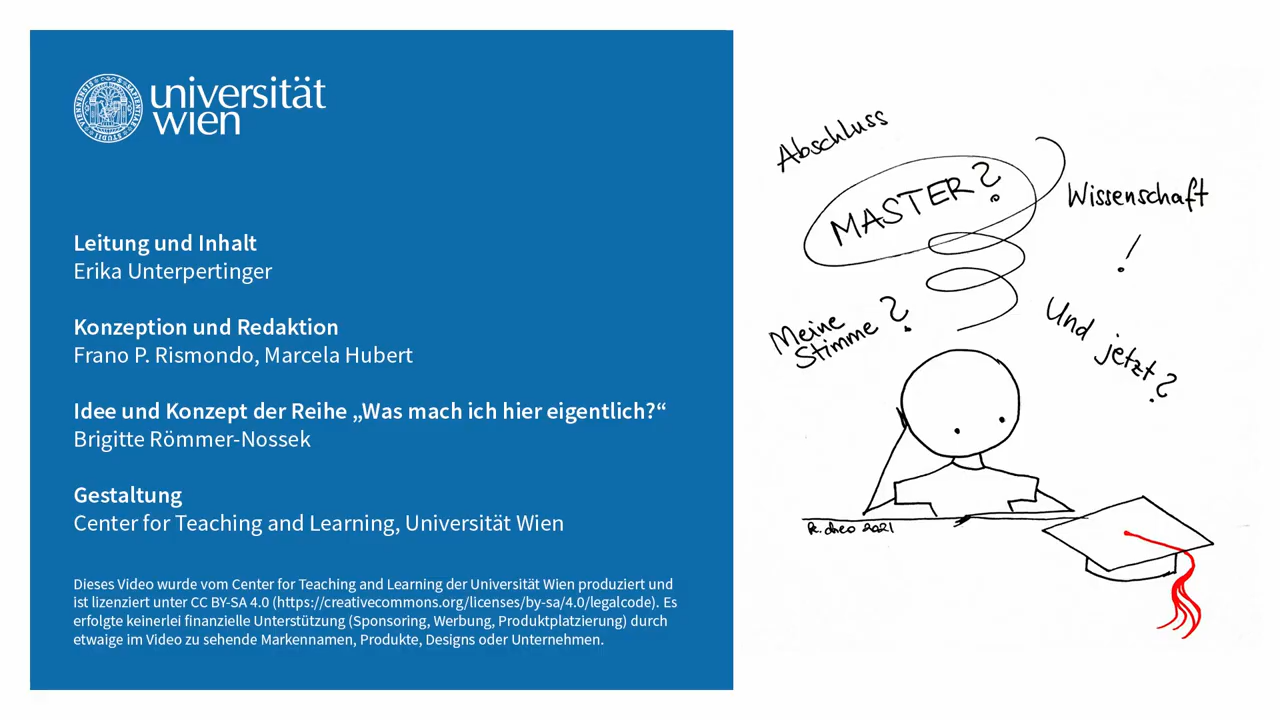 universität
wien
Leitung und Inhalt
Erika Unterpertinger
Konzeption und Redaktion
Frano P. Rismondo, Marcela Hubert
Idee und Konzept der Reihe „Was mach ich hier eigentlich?“
Brigitte Römmer-Nossek
Gestaltung
Center for Teaching and Learning, Universität Wien
Dieses Video wurde vom Center for Teaching and Learning der Universität Wien produziert und
ist lizenziert unter CC BY-SA 4.0 (https://creativecommons.org/licenses/by-sa/4.0/legalcode). Es
erfolgte keinerlei finanzielle Unterstützung (Sponsoring, Werbung, Produktplatzierung) durch
etwaige im Video zu sehende Markennamen, Produkte, Designs oder Unternehmen.
Abschluss
MASTER?
Wissenschaft
!
Meine
Stimme?
Und jetzt?
2021